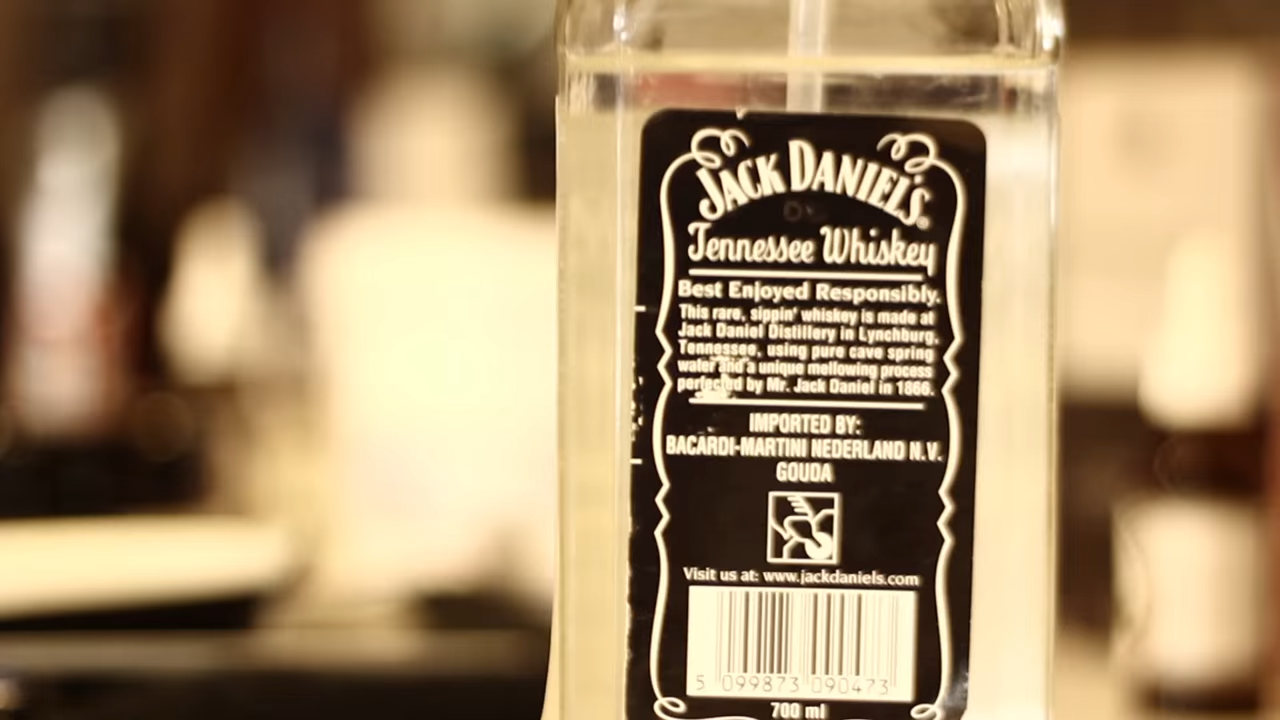 JACK DANIEL'S
Tennessee Whiskey
Best Enjoyed Responsibly.
This rare, sippin' whiskey is made at
Jack Daniel Distillery in Lynchburg,
Tennessee, using pure cave spring
water and a unique mellowing process
perfected by Mr. Jack Daniel in 1866.
IMPORTED BY:
BACARDI-MARTINI NEDERLAND N.V.
GOUDA
Visit us at: www.jackdaniels.com
5 099873 090473
700 ml